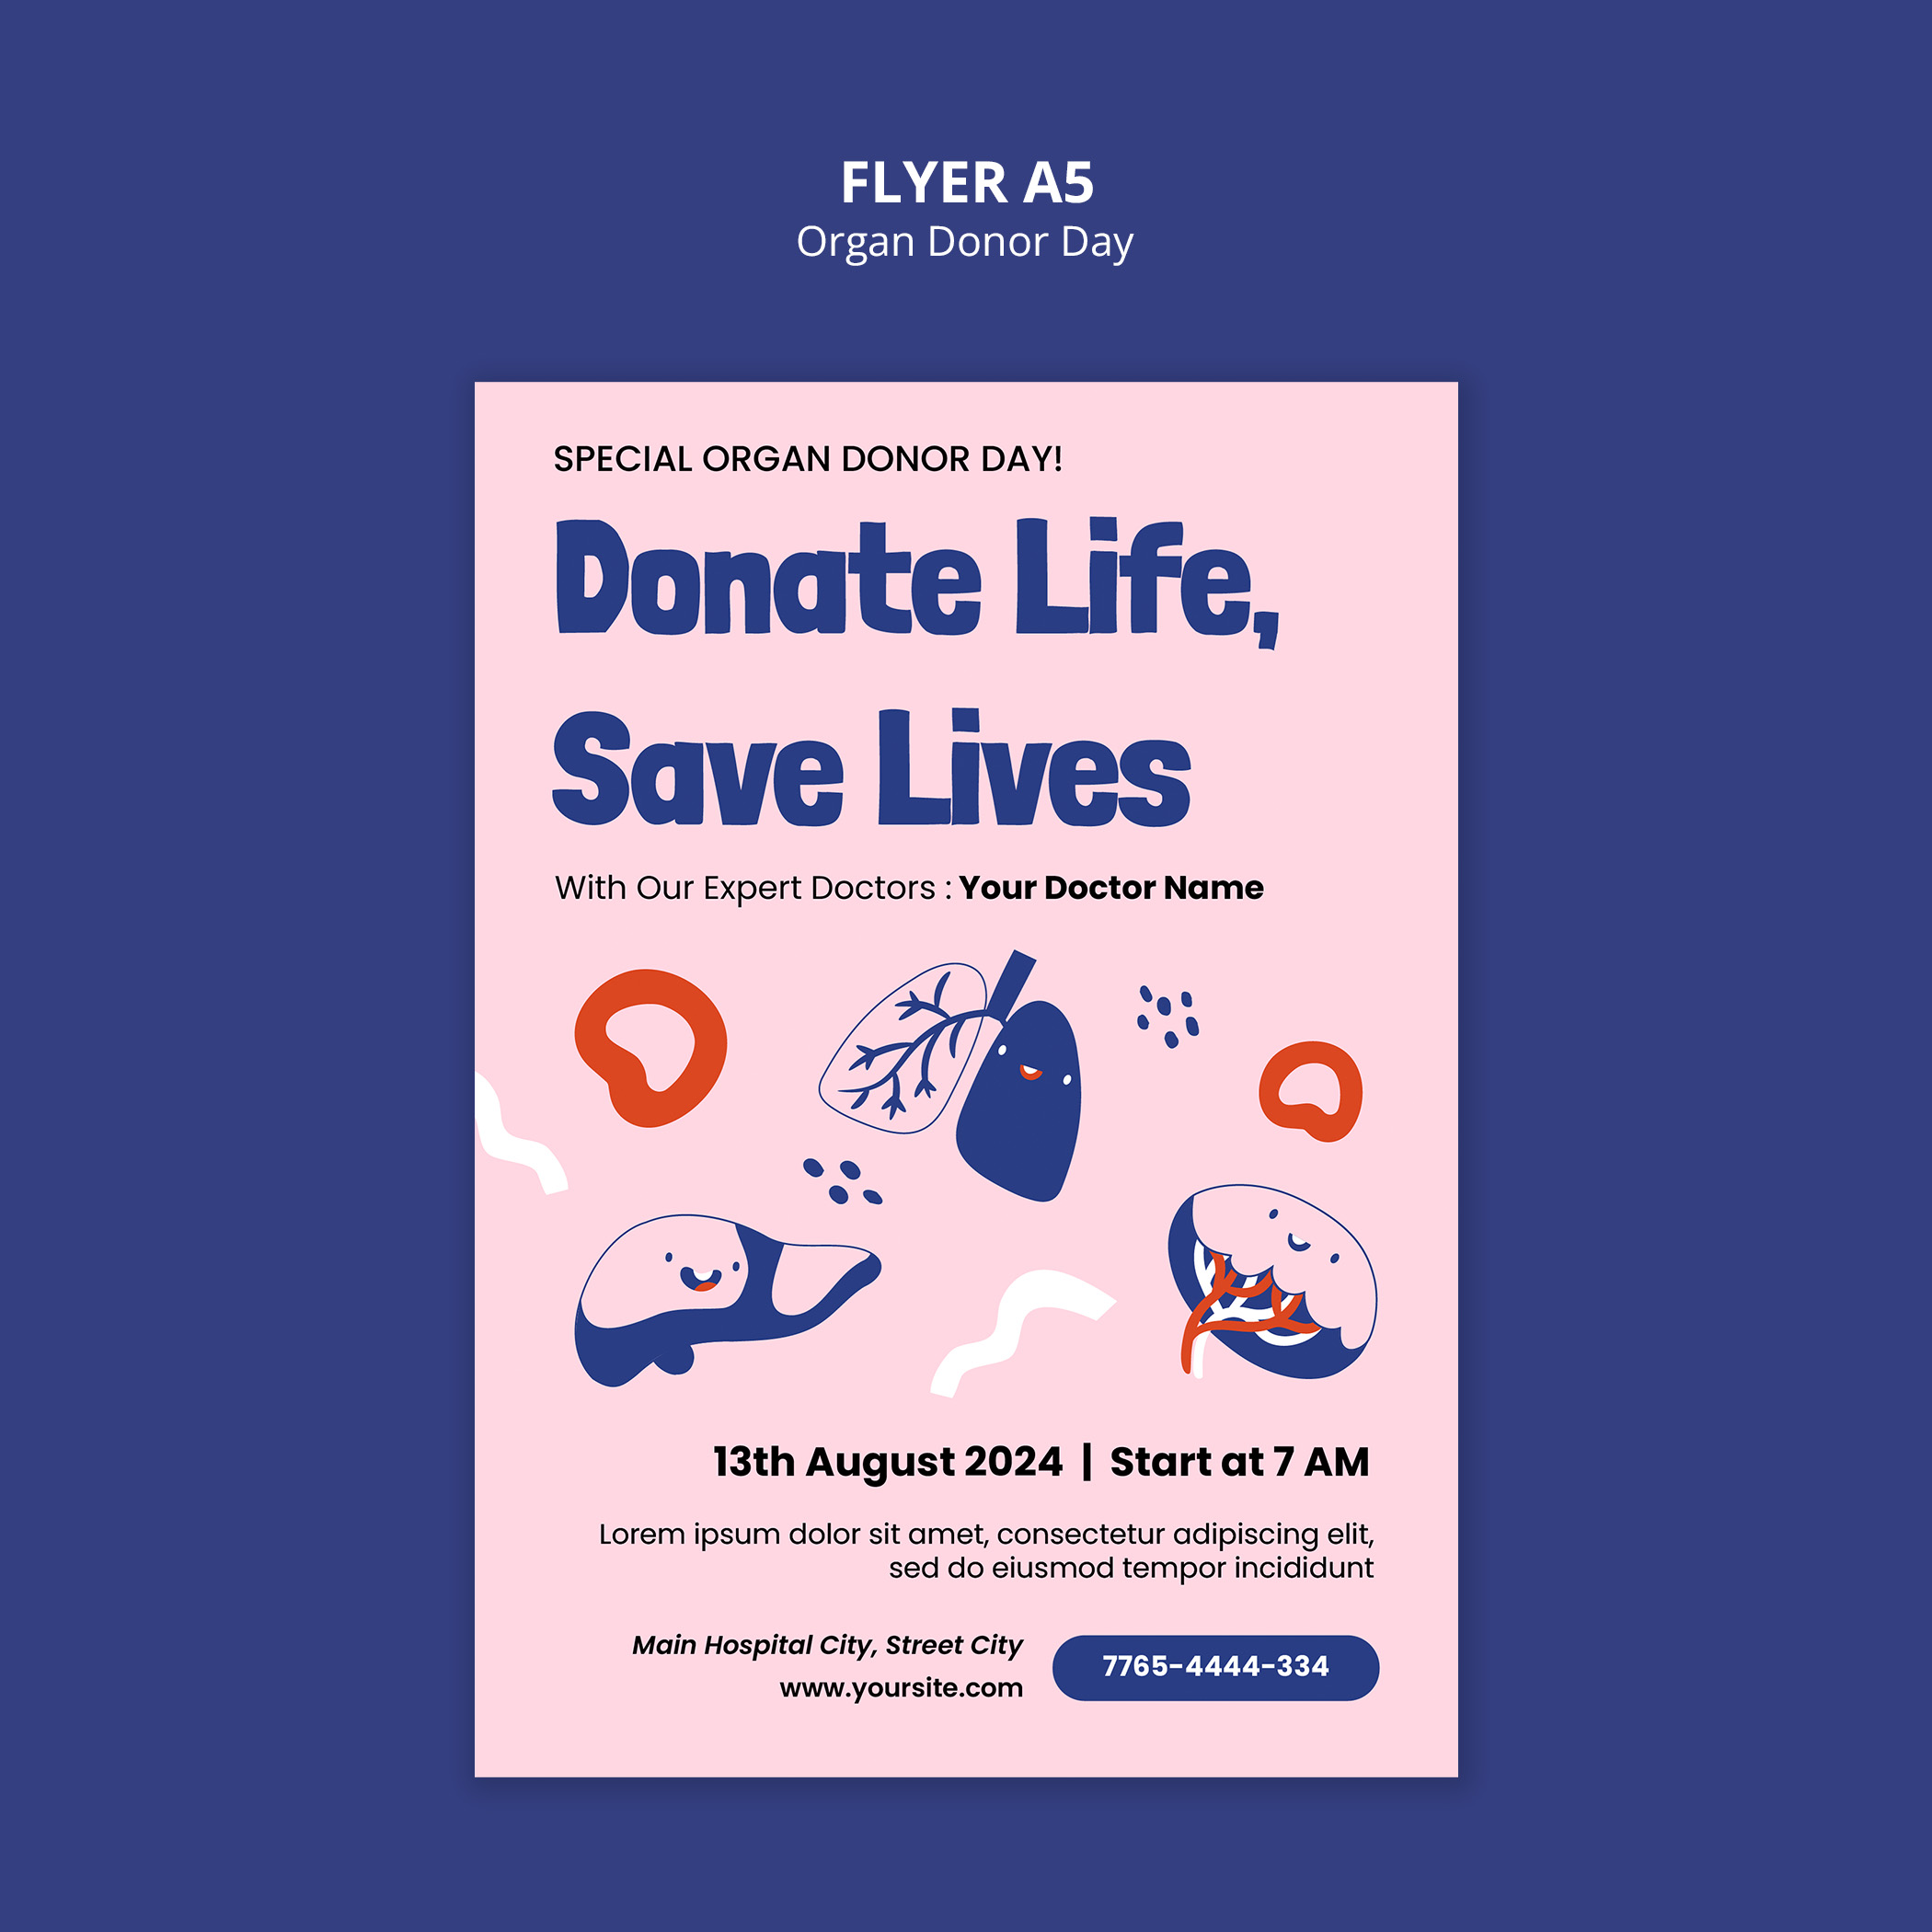 FLYER A5
Organ Donor Day
SPECIAL ORGAN DONOR DAY!
Donate Life,
Save Lives
With Our Expert Doctors : Your Doctor Name
13th August 2024 | Start at 7 AM
Lorem ipsum dolor sit amet, consectetur adipiscing elit,
sed do eiusmod tempor incididunt
Main Hospital City, Street City
www.yoursite.com
7765-4444-334